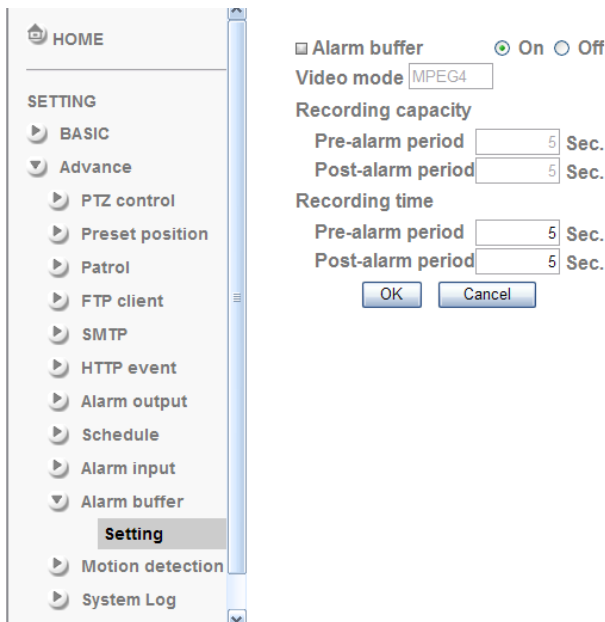 HOME
SETTING
BASIC
Advance
PTZ control
Preset position
Patrol
FTP client
SMTP
HTTP event
Alarm output
Schedule
Alarm input
Alarm buffer
Setting
Motion detection
System Log
Alarm buffer On Off
Video mode MPEG4
Recording capacity
Pre-alarm period 5 Sec.
Post-alarm period 5 Sec.
Recording time
Pre-alarm period 5 Sec.
Post-alarm period 5 Sec.
OK Cancel